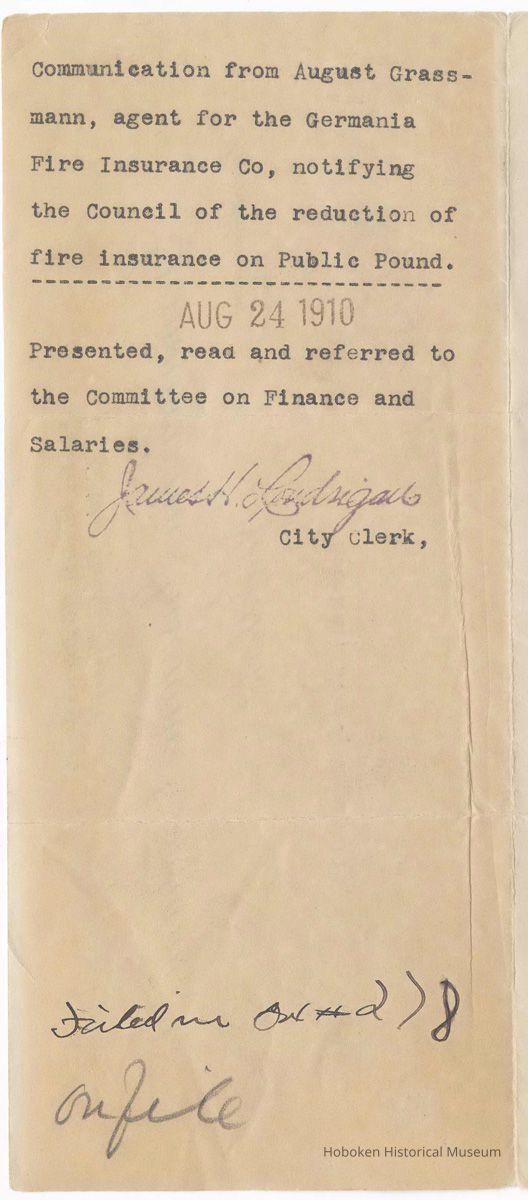 Communication from August Grass-
mann, agent for the Germania
Fire Insurance Co, notifying
the Council of the reduction of
fire insurance on Public Pound.
------------------------------
AUG 24 1910
Presented, read and referred to
the Committee on Finance and
Salaries.
James H. Londrigan
City Clerk,
in #278
on file
Hoboken Historical Museum